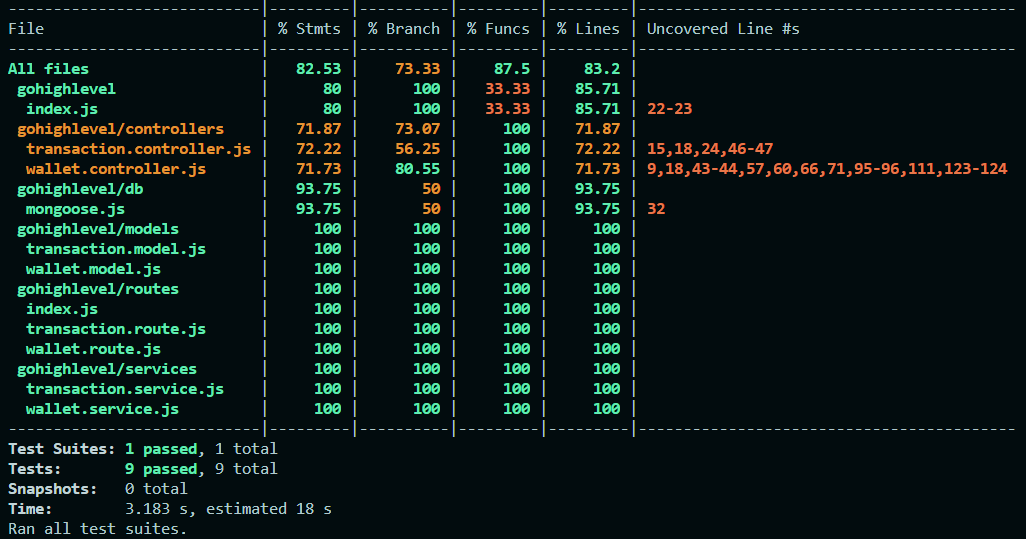 ---------------------------|---------|----------|---------|---------|------------------------------------------
File                       | % Stmts | % Branch | % Funcs | % Lines | Uncovered Line #s
---------------------------|---------|----------|---------|---------|------------------------------------------
All files                  |   82.53 |    73.33 |    87.5 |    83.2 |
 gohighlevel               |      80 |      100 |   33.33 |   85.71 |
  index.js                 |      80 |      100 |   33.33 |   85.71 | 22-23
 gohighlevel/controllers   |   71.87 |    73.07 |     100 |   71.87 |
  transaction.controller.js |   72.22 |    56.25 |     100 |   72.22 | 15,18,24,46-47
  wallet.controller.js     |   71.73 |    80.55 |     100 |   71.73 | 9,18,43-44,57,60,66,71,95-96,111,123-124
 gohighlevel/db            |   93.75 |       50 |     100 |   93.75 |
  mongoose.js              |   93.75 |       50 |     100 |   93.75 | 32
 gohighlevel/models        |     100 |      100 |     100 |     100 |
  transaction.model.js     |     100 |      100 |     100 |     100 |
  wallet.model.js          |     100 |      100 |     100 |     100 |
 gohighlevel/routes        |     100 |      100 |     100 |     100 |
  index.js                 |     100 |      100 |     100 |     100 |
  transaction.route.js     |     100 |      100 |     100 |     100 |
  wallet.route.js          |     100 |      100 |     100 |     100 |
 gohighlevel/services      |     100 |      100 |     100 |     100 |
  transaction.service.js   |     100 |      100 |     100 |     100 |
  wallet.service.js        |     100 |      100 |     100 |     100 |
---------------------------|---------|----------|---------|---------|------------------------------------------
Test Suites: 1 passed, 1 total
Tests:       9 passed, 9 total
Snapshots:   0 total
Time:        3.183 s, estimated 18 s
Ran all test suites.